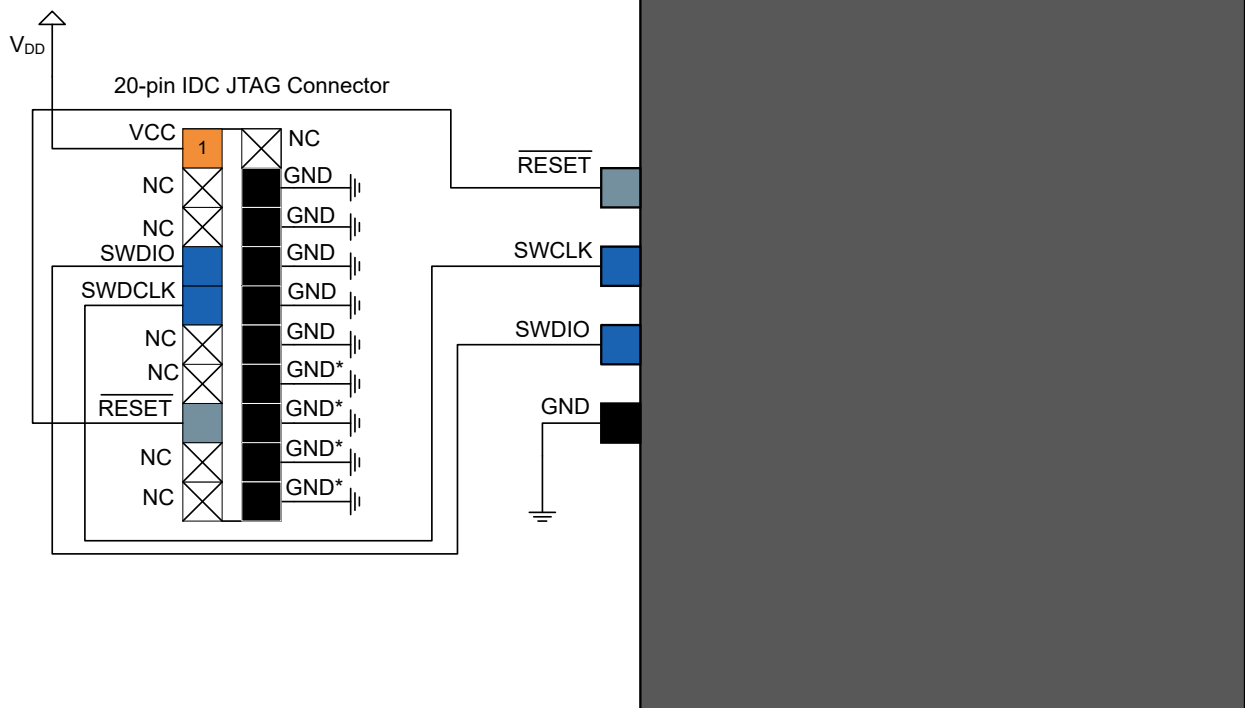 VDD
20-pin IDC JTAG Connector
VCC
1
NC
NC
GND
NC
GND
SWDIO
GND
SWDCLK
GND
NC
GND
NC
GND*
RESET
GND*
NC
GND*
NC
GND*
RESET
SWCLK
SWDIO
GND